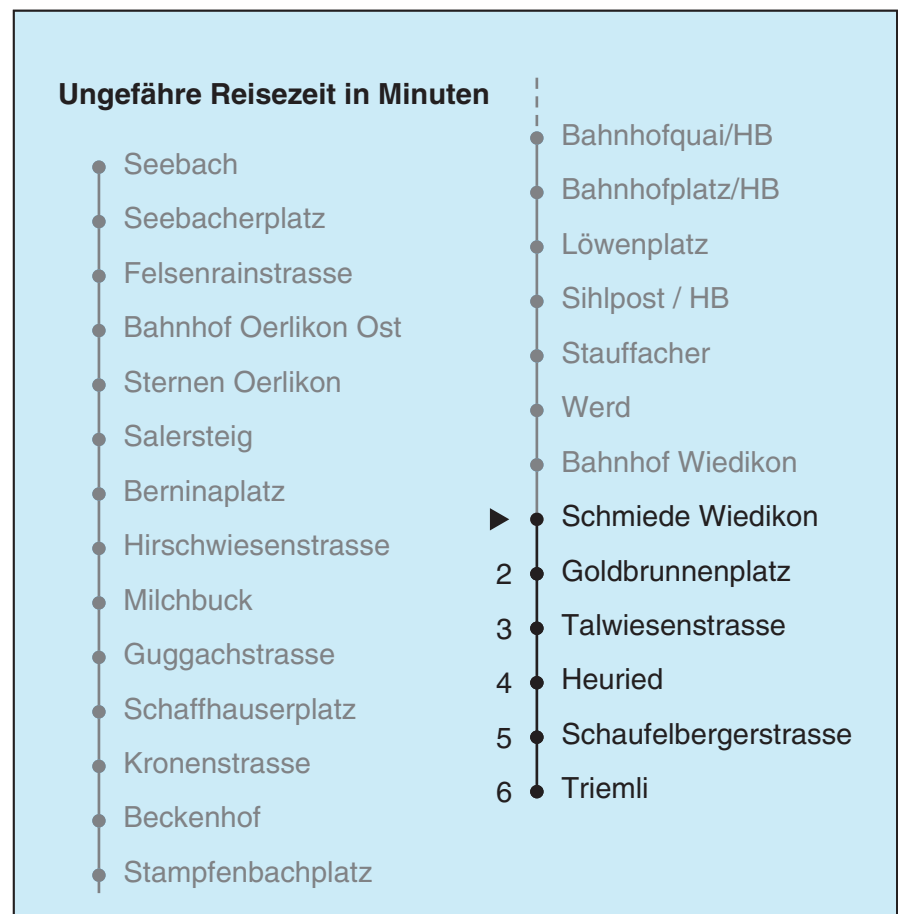 Ungefähre Reisezeit in Minuten
Seebach
Seebacherplatz
Felsenrainstrasse
Bahnhof Oerlikon Ost
Sternen Oerlikon
Salersteig
Berninaplatz
Hirschwiesenstrasse
Milchbuck
Guggachstrasse
Schaffhauserplatz
Kronenstrasse
Beckenhof
Stampfenbachplatz
Bahnhofquai/HB
Bahnhofplatz/HB
Löwenplatz
Sihlpost / HB
Stauffacher
Werd
Bahnhof Wiedikon
Schmiede Wiedikon
2 Goldbrunnenplatz
3 Talwiesenstrasse
4 Heuried
5 Schaufelbergerstrasse
6 Triemli